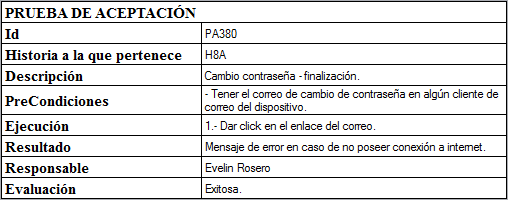 PRUEBA DE ACEPTACIÓN
Id PA380
Historia a la que pertenece H8A
Descripción Cambio contraseña - finalización.
PreCondiciones - Tener el correo de cambio de contraseña en algún cliente de
correo del dispositivo.
Ejecución 1.- Dar click en el enlace del correo.
Resultado Mensaje de error en caso de no poseer conexión a internet.
Responsable Evelin Rosero
Evaluación Exitosa.